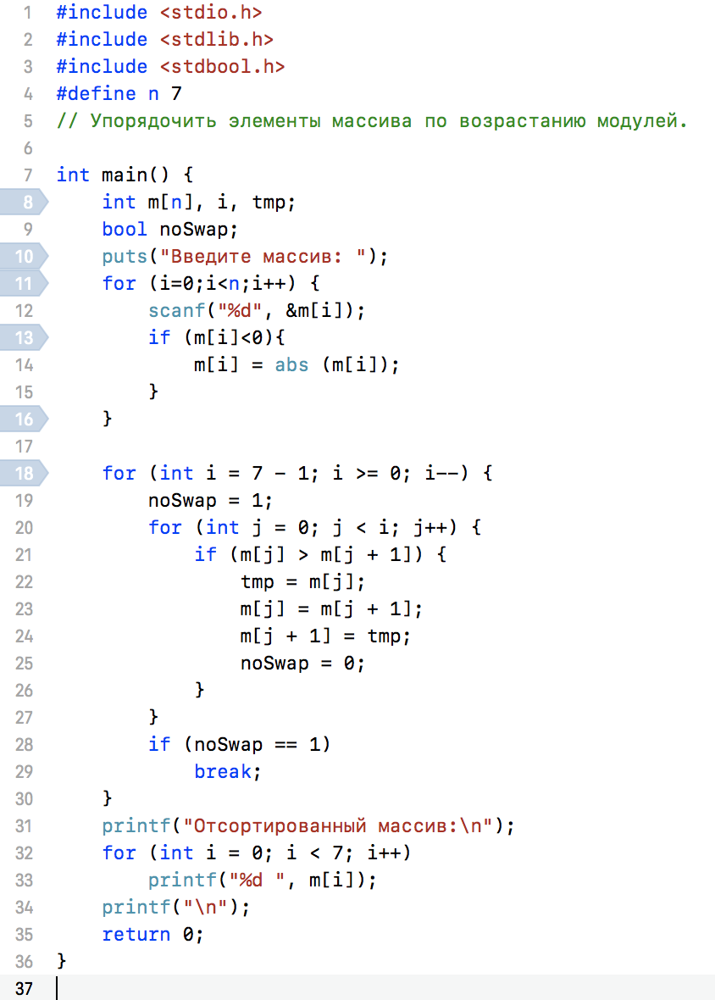 1 #include <stdio.h>
2 #include <stdlib.h>
3 #include <stdbool.h>
4 #define n 7
5 // Упорядочить элементы массива по возрастанию модулей.
6
7 int main() {
8     int m[n], i, tmp;
9     bool noSwap;
10     puts("Введите массив: ");
11     for (i=0;i<n;i++) {
12         scanf("%d", &m[i]);
13         if (m[i]<0){
14             m[i] = abs (m[i]);
15         }
16     }
17
18     for (int i = 7 - 1; i >= 0; i--) {
19         noSwap = 1;
20         for (int j = 0; j < i; j++) {
21             if (m[j] > m[j + 1]) {
22                 tmp = m[j];
23                 m[j] = m[j + 1];
24                 m[j + 1] = tmp;
25                 noSwap = 0;
26             }
27         }
28         if (noSwap == 1)
29             break;
30     }
31     printf("Отсортированный массив:\n");
32     for (int i = 0; i < 7; i++)
33         printf("%d ", m[i]);
34     printf("\n");
35     return 0;
36 }
37